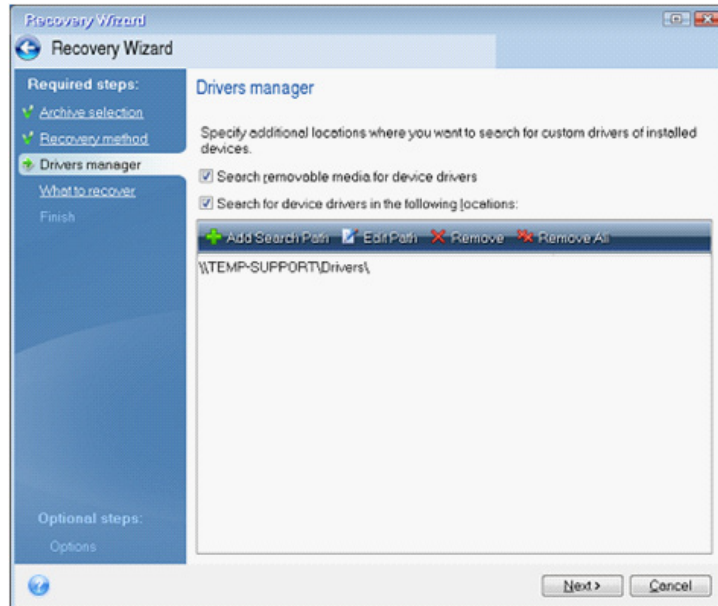 Recovery Wizard
Recovery Wizard
Required steps:
Archive selection
Recovery method
Drivers manager
What to recover
Finish
Optional steps:
Options
Drivers manager
Specify additional locations where you want to search for custom drivers of installed
devices.
Search removable media for device drivers
Search for device drivers in the following locations:
Add Search Path Edit Path Remove Remove All
\\TEMP-SUPPORT\Drivers\
Next > Cancel